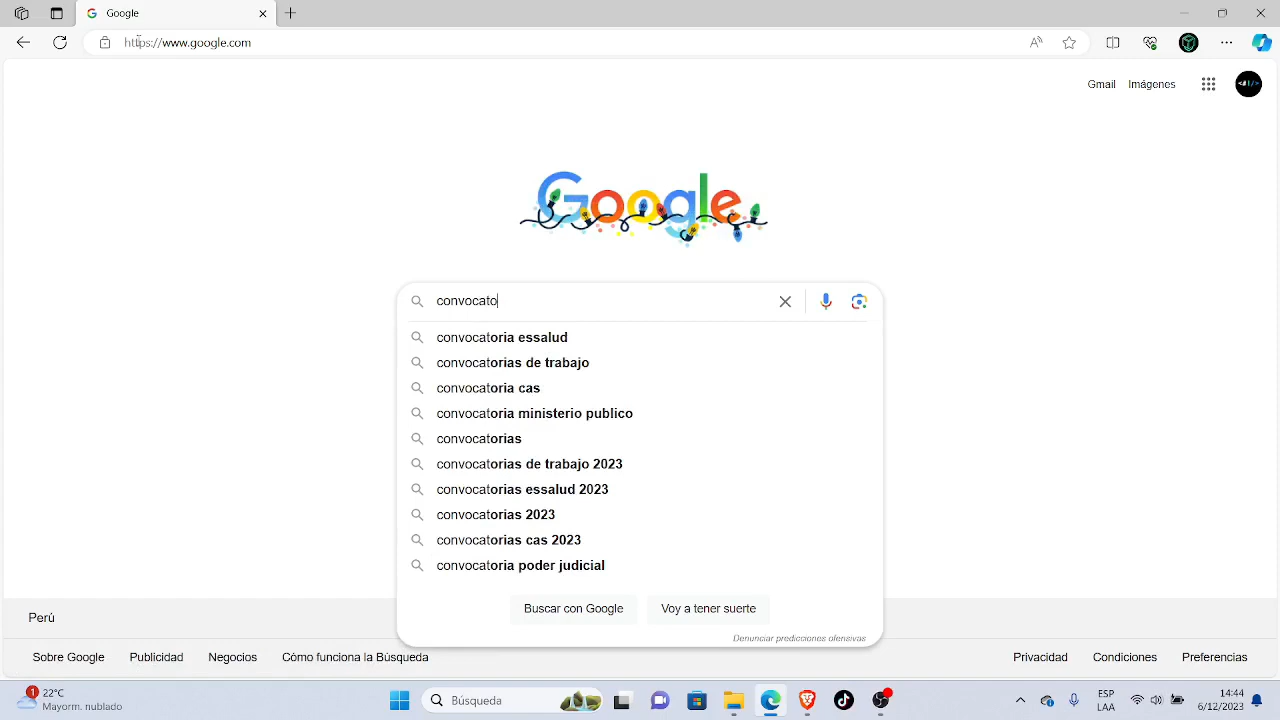 Google
https://www.google.com
Gmail
Imágenes
<#1/>
Google
convocato
convocatoria essalud
convocatorias de trabajo
convocatoria cas
convocatoria ministerio publico
convocatorias
convocatorias de trabajo 2023
convocatorias essalud 2023
convocatorias 2023
convocatorias cas 2023
convocatoria poder judicial
Buscar con Google
Voy a tener suerte
Denunciar predicciones ofensivas
Perú
Sobre Google
Publicidad
Negocios
Cómo funciona la Búsqueda
Privacidad
Condiciones
Preferencias
1
22°C
Mayorm. nublado
Búsqueda
ESP
LAA
14:44
6/12/2023